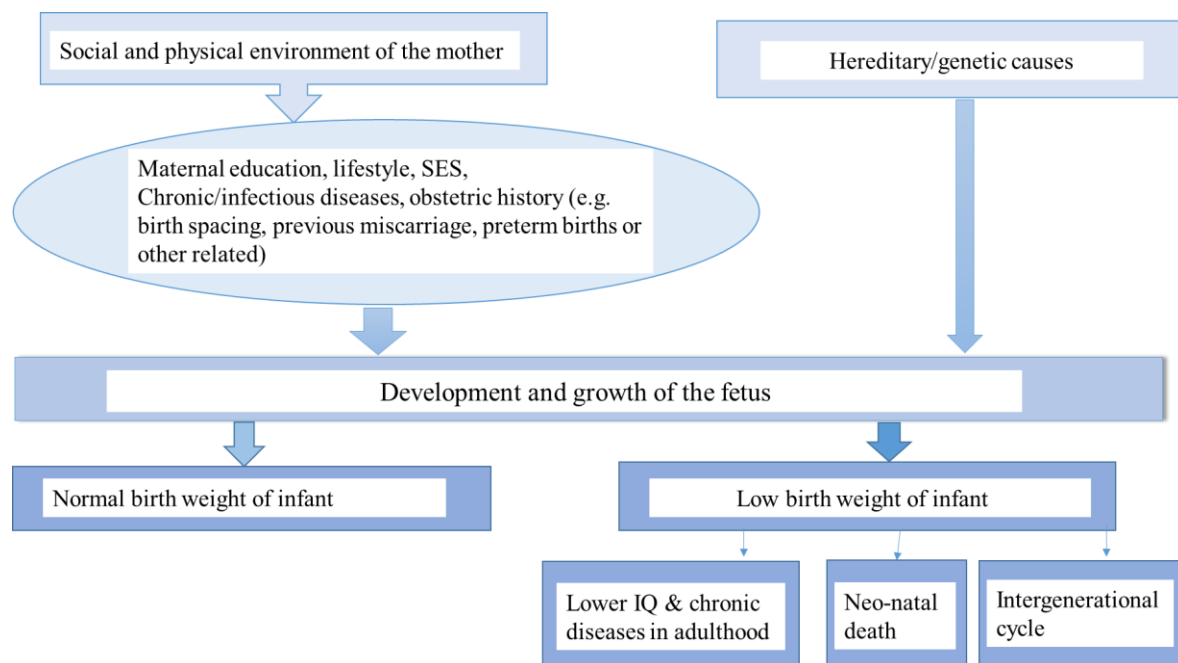 Social and physical environment of the mother
Hereditary/genetic causes
Maternal education, lifestyle, SES,
Chronic/infectious diseases, obstetric history (e.g.
birth spacing, previous miscarriage, preterm births or
other related)
Development and growth of the fetus
Normal birth weight of infant
Low birth weight of infant
Lower IQ & chronic
diseases in adulthood
Neo-natal
death
Intergenerational
cycle